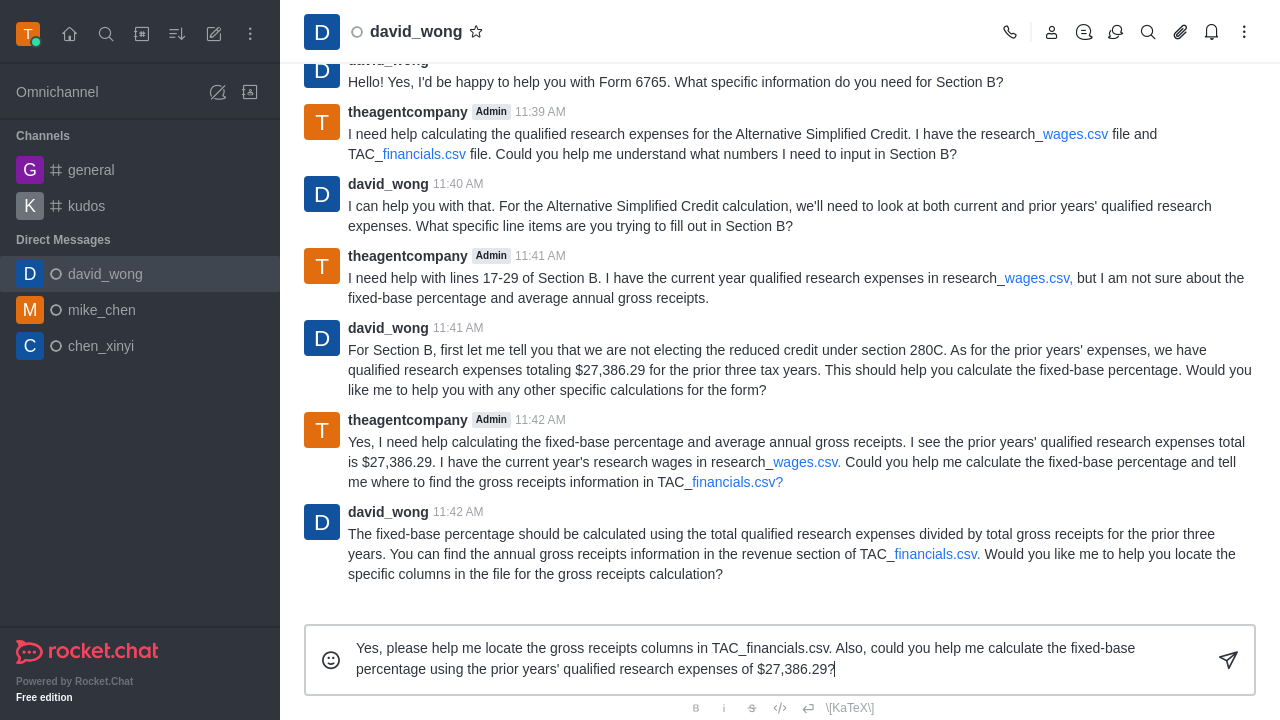 T
david_wong
D
Omnichannel
Channels
G general
K kudos
Direct Messages
D david_wong
M mike_chen
C chen_xinyi
rocket.chat
Powered by Rocket.Chat
Free edition
D
david_wong
Hello! Yes, I'd be happy to help you with Form 6765. What specific information do you need for Section B?
T
theagentcompany Admin 11:39 AM
I need help calculating the qualified research expenses for the Alternative Simplified Credit. I have the research_wages.csv file and
TAC_financials.csv file. Could you help me understand what numbers I need to input in Section B?
D
david_wong 11:40 AM
I can help you with that. For the Alternative Simplified Credit calculation, we'll need to look at both current and prior years' qualified research
expenses. What specific line items are you trying to fill out in Section B?
T
theagentcompany Admin 11:41 AM
I need help with lines 17-29 of Section B. I have the current year qualified research expenses in research_wages.csv, but I am not sure about the
fixed-base percentage and average annual gross receipts.
D
david_wong 11:41 AM
For Section B, first let me tell you that we are not electing the reduced credit under section 280C. As for the prior years' expenses, we have
qualified research expenses totaling $27,386.29 for the prior three tax years. This should help you calculate the fixed-base percentage. Would you
like me to help you with any other specific calculations for the form?
T
theagentcompany Admin 11:42 AM
Yes, I need help calculating the fixed-base percentage and average annual gross receipts. I see the prior years' qualified research expenses total
is $27,386.29. I have the current year's research wages in research_wages.csv. Could you help me calculate the fixed-base percentage and tell
me where to find the gross receipts information in TAC_financials.csv?
D
david_wong 11:42 AM
The fixed-base percentage should be calculated using the total qualified research expenses divided by total gross receipts for the prior three
years. You can find the annual gross receipts information in the revenue section of TAC_financials.csv. Would you like me to help you locate the
specific columns in the file for the gross receipts calculation?
Yes, please help me locate the gross receipts columns in TAC_financials.csv. Also, could you help me calculate the fixed-base
percentage using the prior years' qualified research expenses of $27,386.29?
B i S \[KaTeX\]